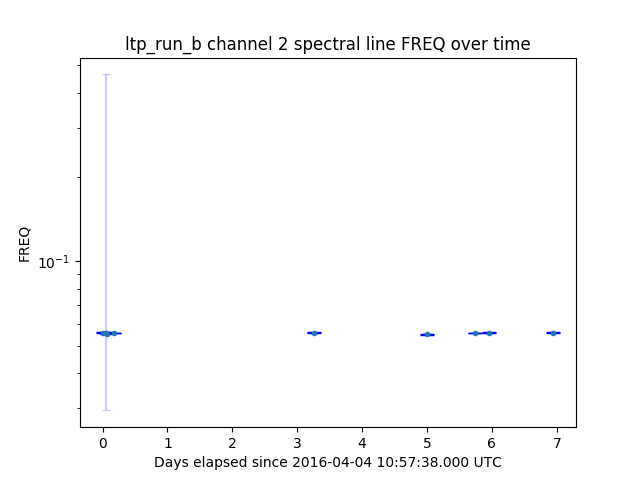 ltp_run_b channel 2 spectral line FREQ over time
FREQ
10⁻¹
0 1 2 3 4 5 6 7
Days elapsed since 2016-04-04 10:57:38.000 UTC